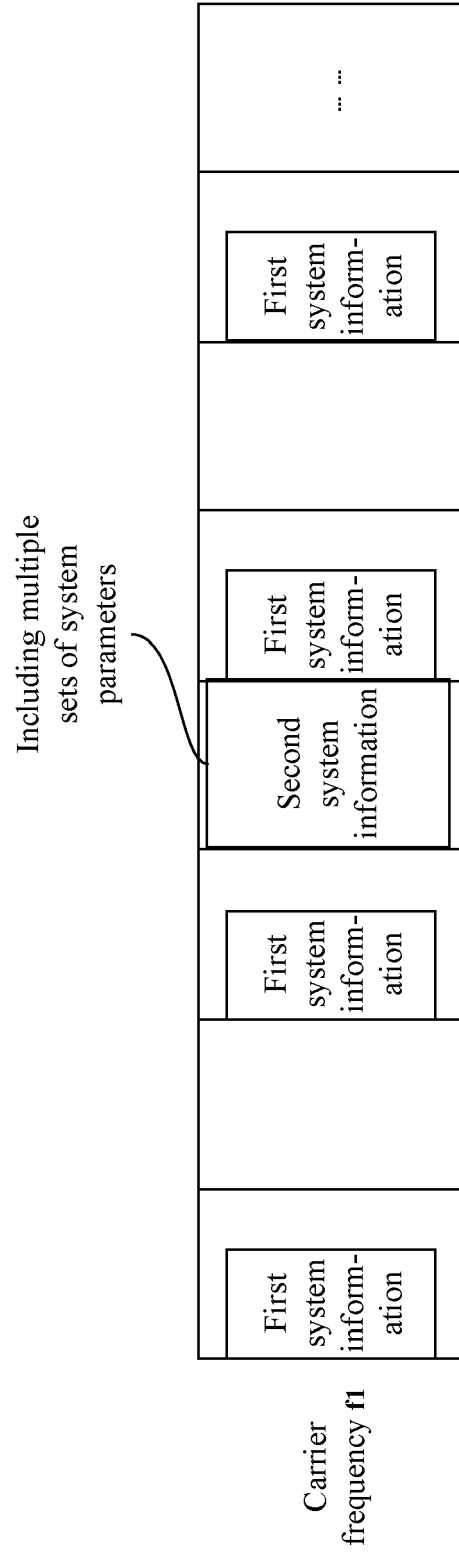 Including multiple
sets of system
parameters
Carrier
frequency f1
First
system
inform-
ation
First
system
inform-
ation
Second
system
information
First
system
inform-
ation
First
system
inform-
ation
... ...